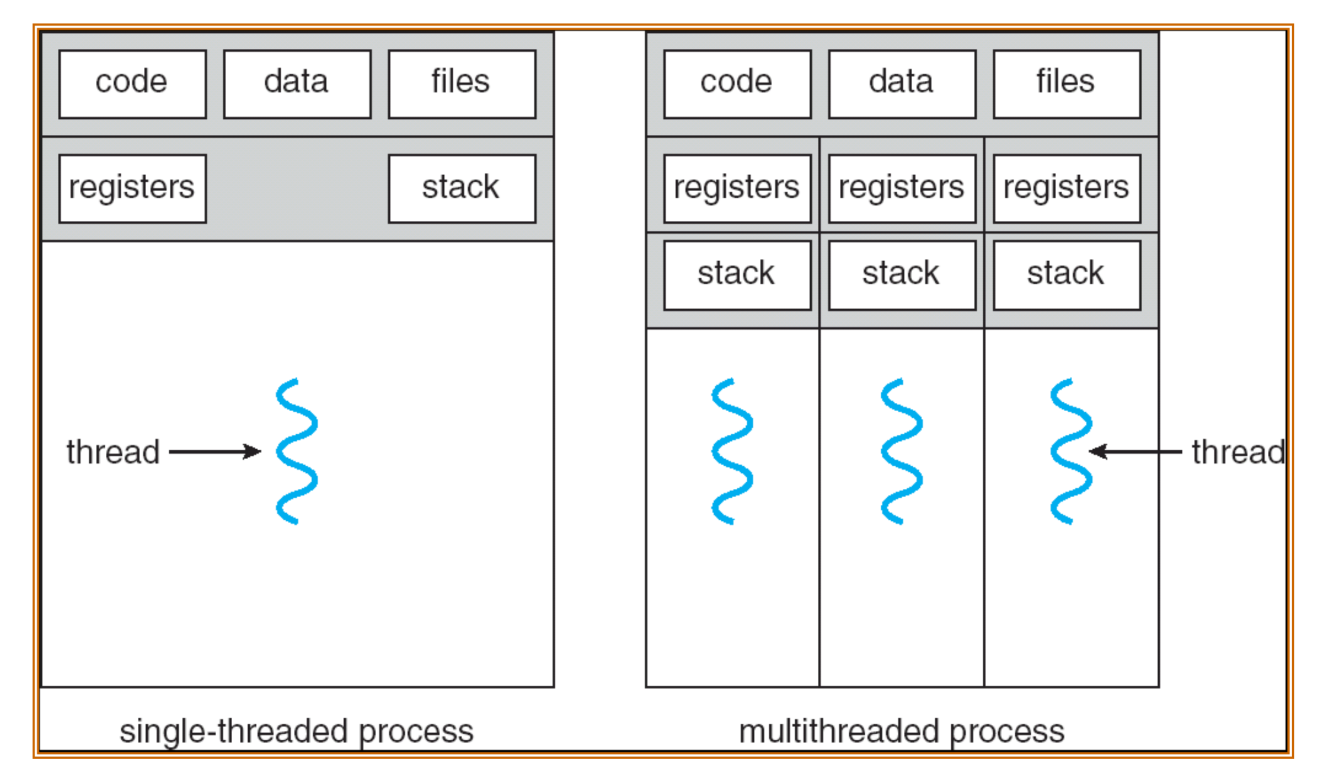 code data files
registers stack
thread
single-threaded process
code data files
registers registers registers
stack stack stack
thread
multithreaded process